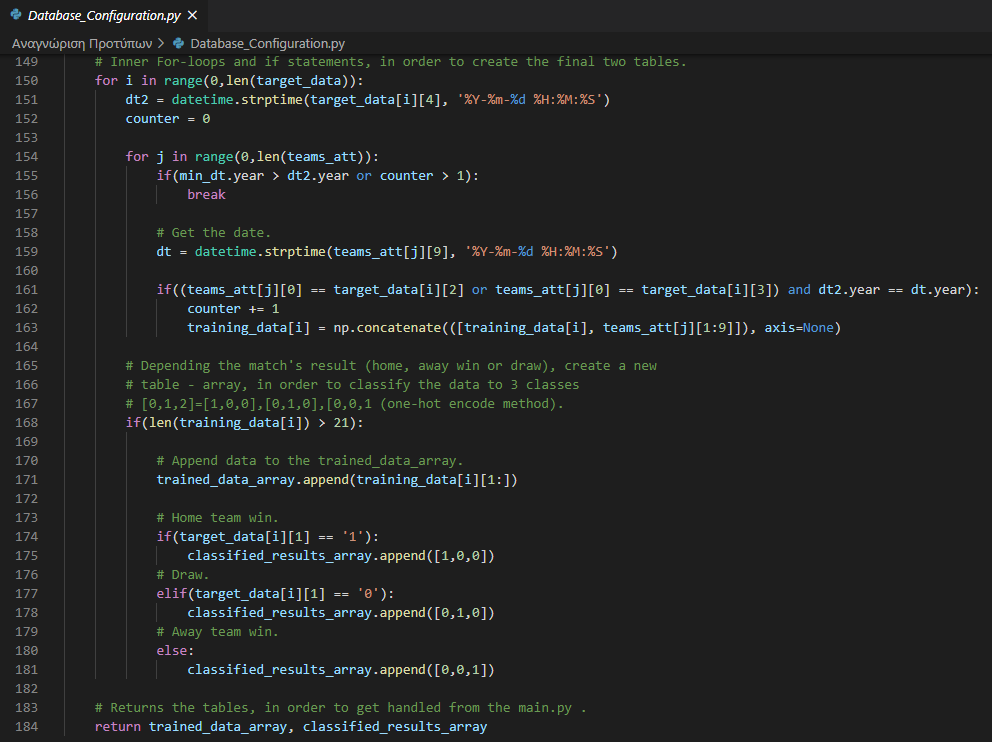 Database_Configuration.py ×
Αναγνώριση Προτύπων > Database_Configuration.py
149 # Inner For-loops and if statements, in order to create the final two tables.
150 for i in range(0,len(target_data)):
151 dt2 = datetime.strptime(target_data[i][4], '%Y-%m-%d %H:%M:%S')
152 counter = 0
153
154 for j in range(0,len(teams_att)):
155 if(min_dt.year > dt2.year or counter > 1):
156 break
157
158 # Get the date.
159 dt = datetime.strptime(teams_att[j][9], '%Y-%m-%d %H:%M:%S')
160
161 if((teams_att[j][0] == target_data[i][2] or teams_att[j][0] == target_data[i][3]) and dt2.year == dt.year):
162 counter += 1
163 training_data[i] = np.concatenate(([training_data[i], teams_att[j][1:9]]), axis=None)
164
165 # Depending the match's result (home, away win or draw), create a new
166 # table - array, in order to classify the data to 3 classes
167 # [0,1,2]=[1,0,0],[0,1,0],[0,0,1 (one-hot encode method).
168 if(len(training_data[i]) > 21):
169
170 # Append data to the trained_data_array.
171 trained_data_array.append(training_data[i][1:])
172
173 # Home team win.
174 if(target_data[i][1] == '1'):
175 classified_results_array.append([1,0,0])
176 # Draw.
177 elif(target_data[i][1] == '0'):
178 classified_results_array.append([0,1,0])
179 # Away team win.
180 else:
181 classified_results_array.append([0,0,1])
182
183 # Returns the tables, in order to get handled from the main.py .
184 return trained_data_array, classified_results_array